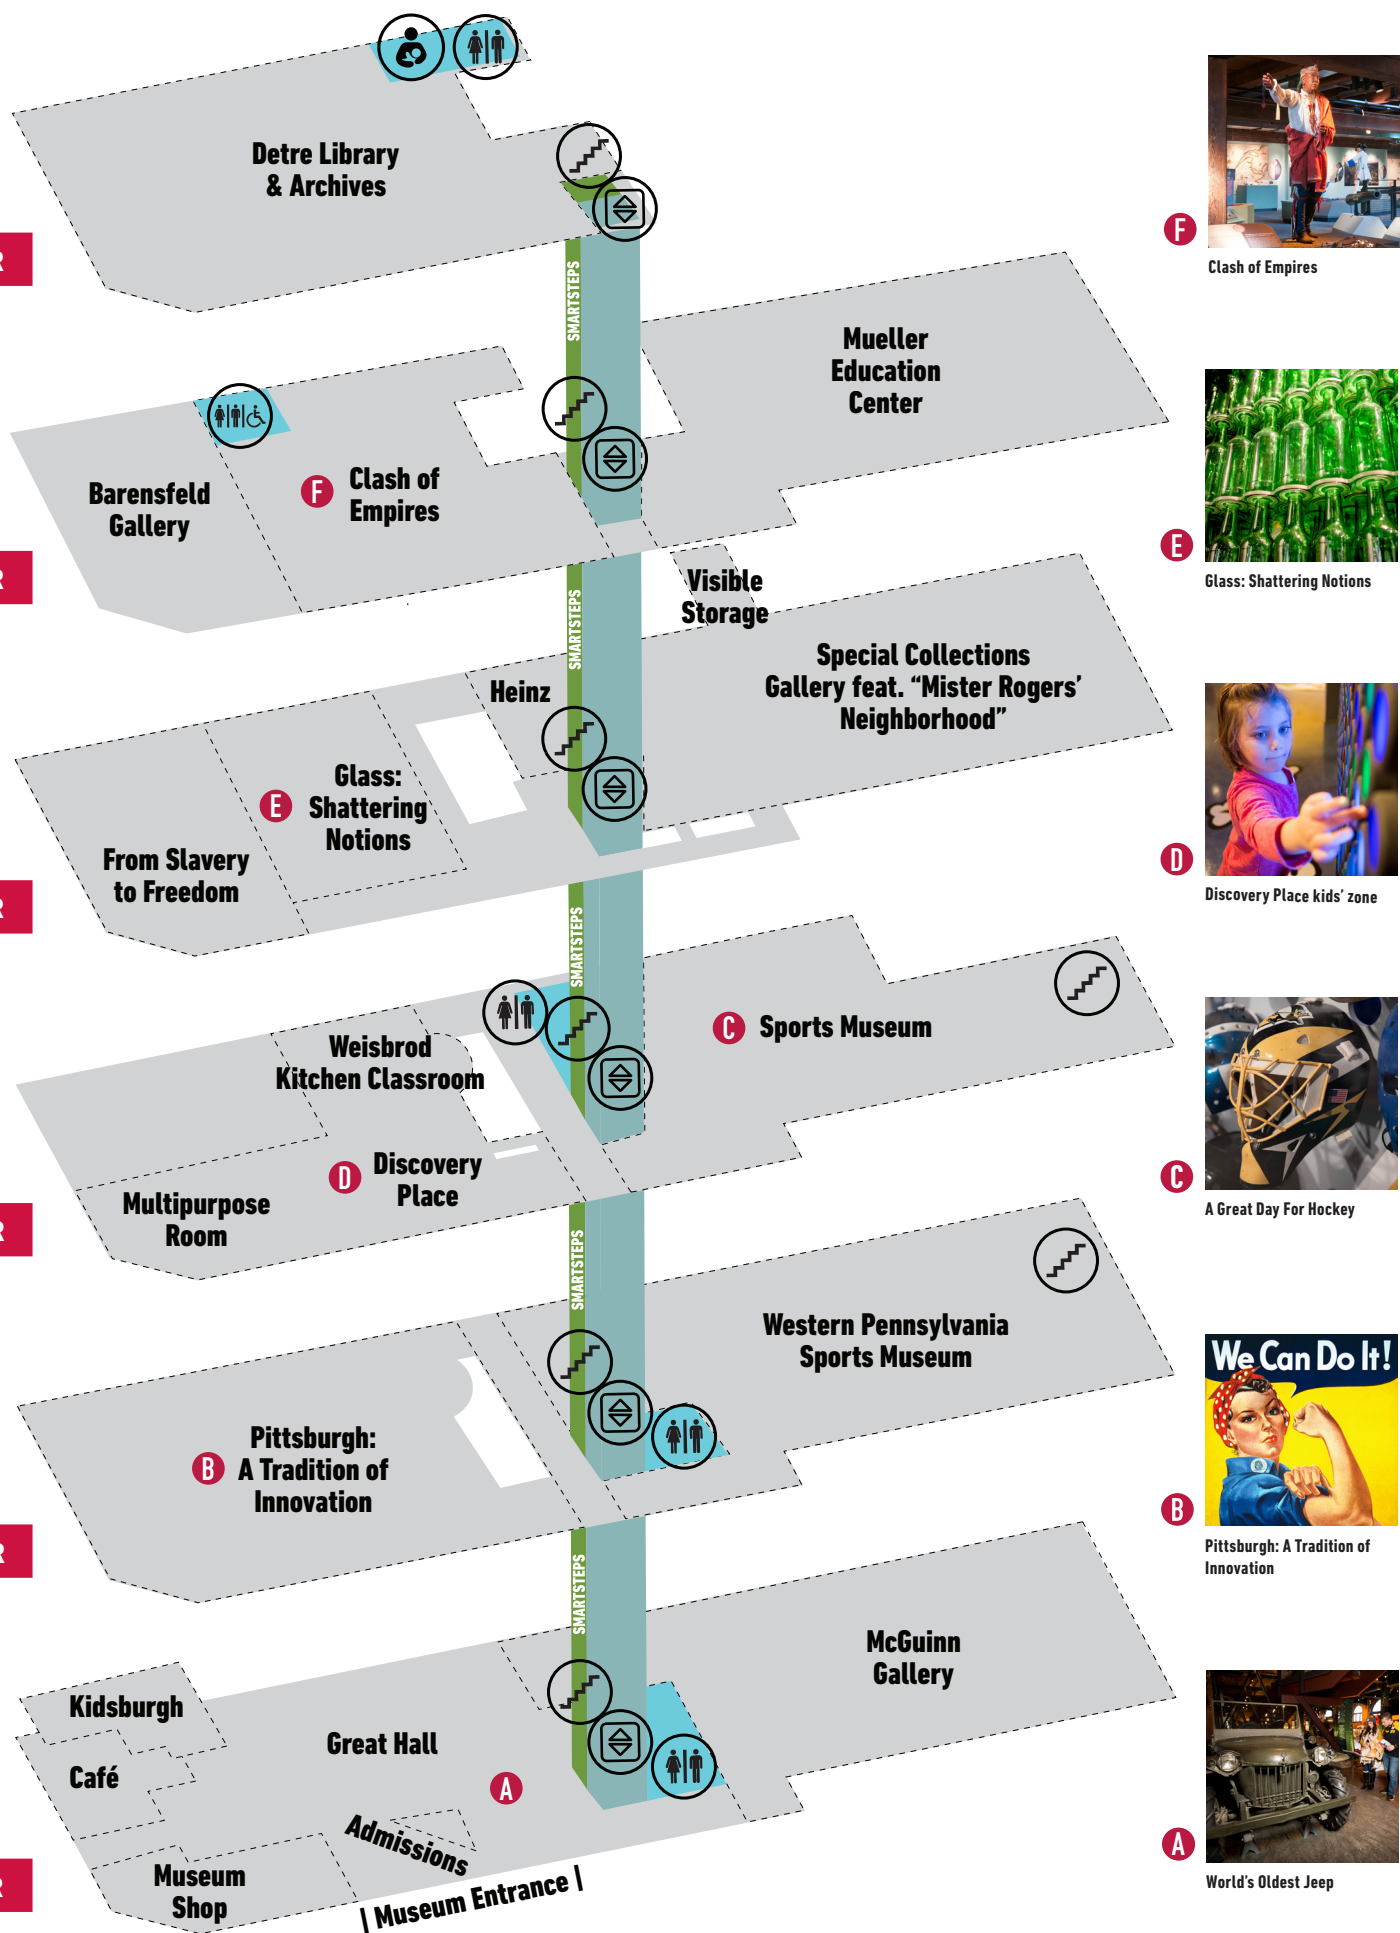 Detre Library
& Archives
R
SMARTSTEPS
Mueller
Education
Center
Barensfeld
Gallery
F
Clash of
Empires
R
SMARTSTEPS
Visible
Storage
Special Collections
Gallery feat. “Mister Rogers’
Neighborhood”
Heinz
E
Glass:
Shattering
Notions
From Slavery
to Freedom
R
SMARTSTEPS
C
Sports Museum
Weisbrod
Kitchen Classroom
D
Discovery
Place
Multipurpose
Room
R
SMARTSTEPS
Western Pennsylvania
Sports Museum
B
Pittsburgh:
A Tradition of
Innovation
R
SMARTSTEPS
McGuinn
Gallery
Kidsburgh
Great Hall
Café
A
Admissions
Museum
Shop
| Museum Entrance |
R
F
Clash of Empires
E
Glass: Shattering Notions
D
Discovery Place kids’ zone
C
A Great Day For Hockey
We Can Do It!
B
Pittsburgh: A Tradition of
Innovation
A
World’s Oldest Jeep